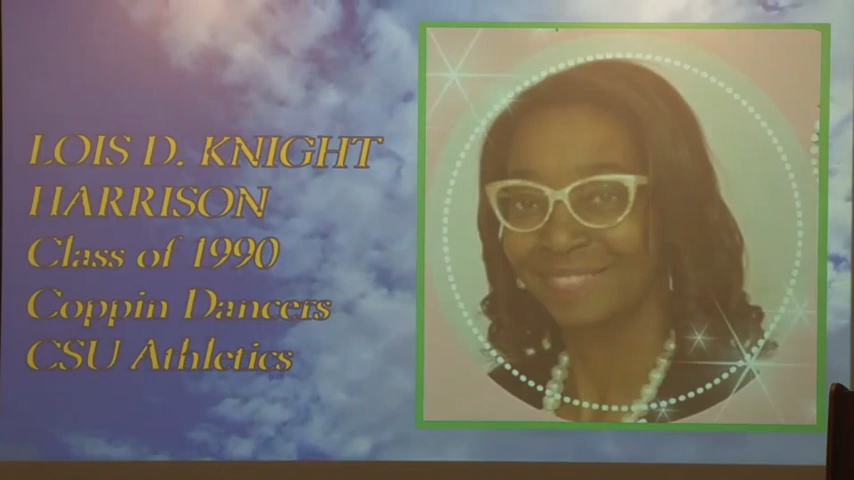 LOIS D. KNIGHT
HARRISON
Class of 1990
Coppin Dancers
CSU Athletics